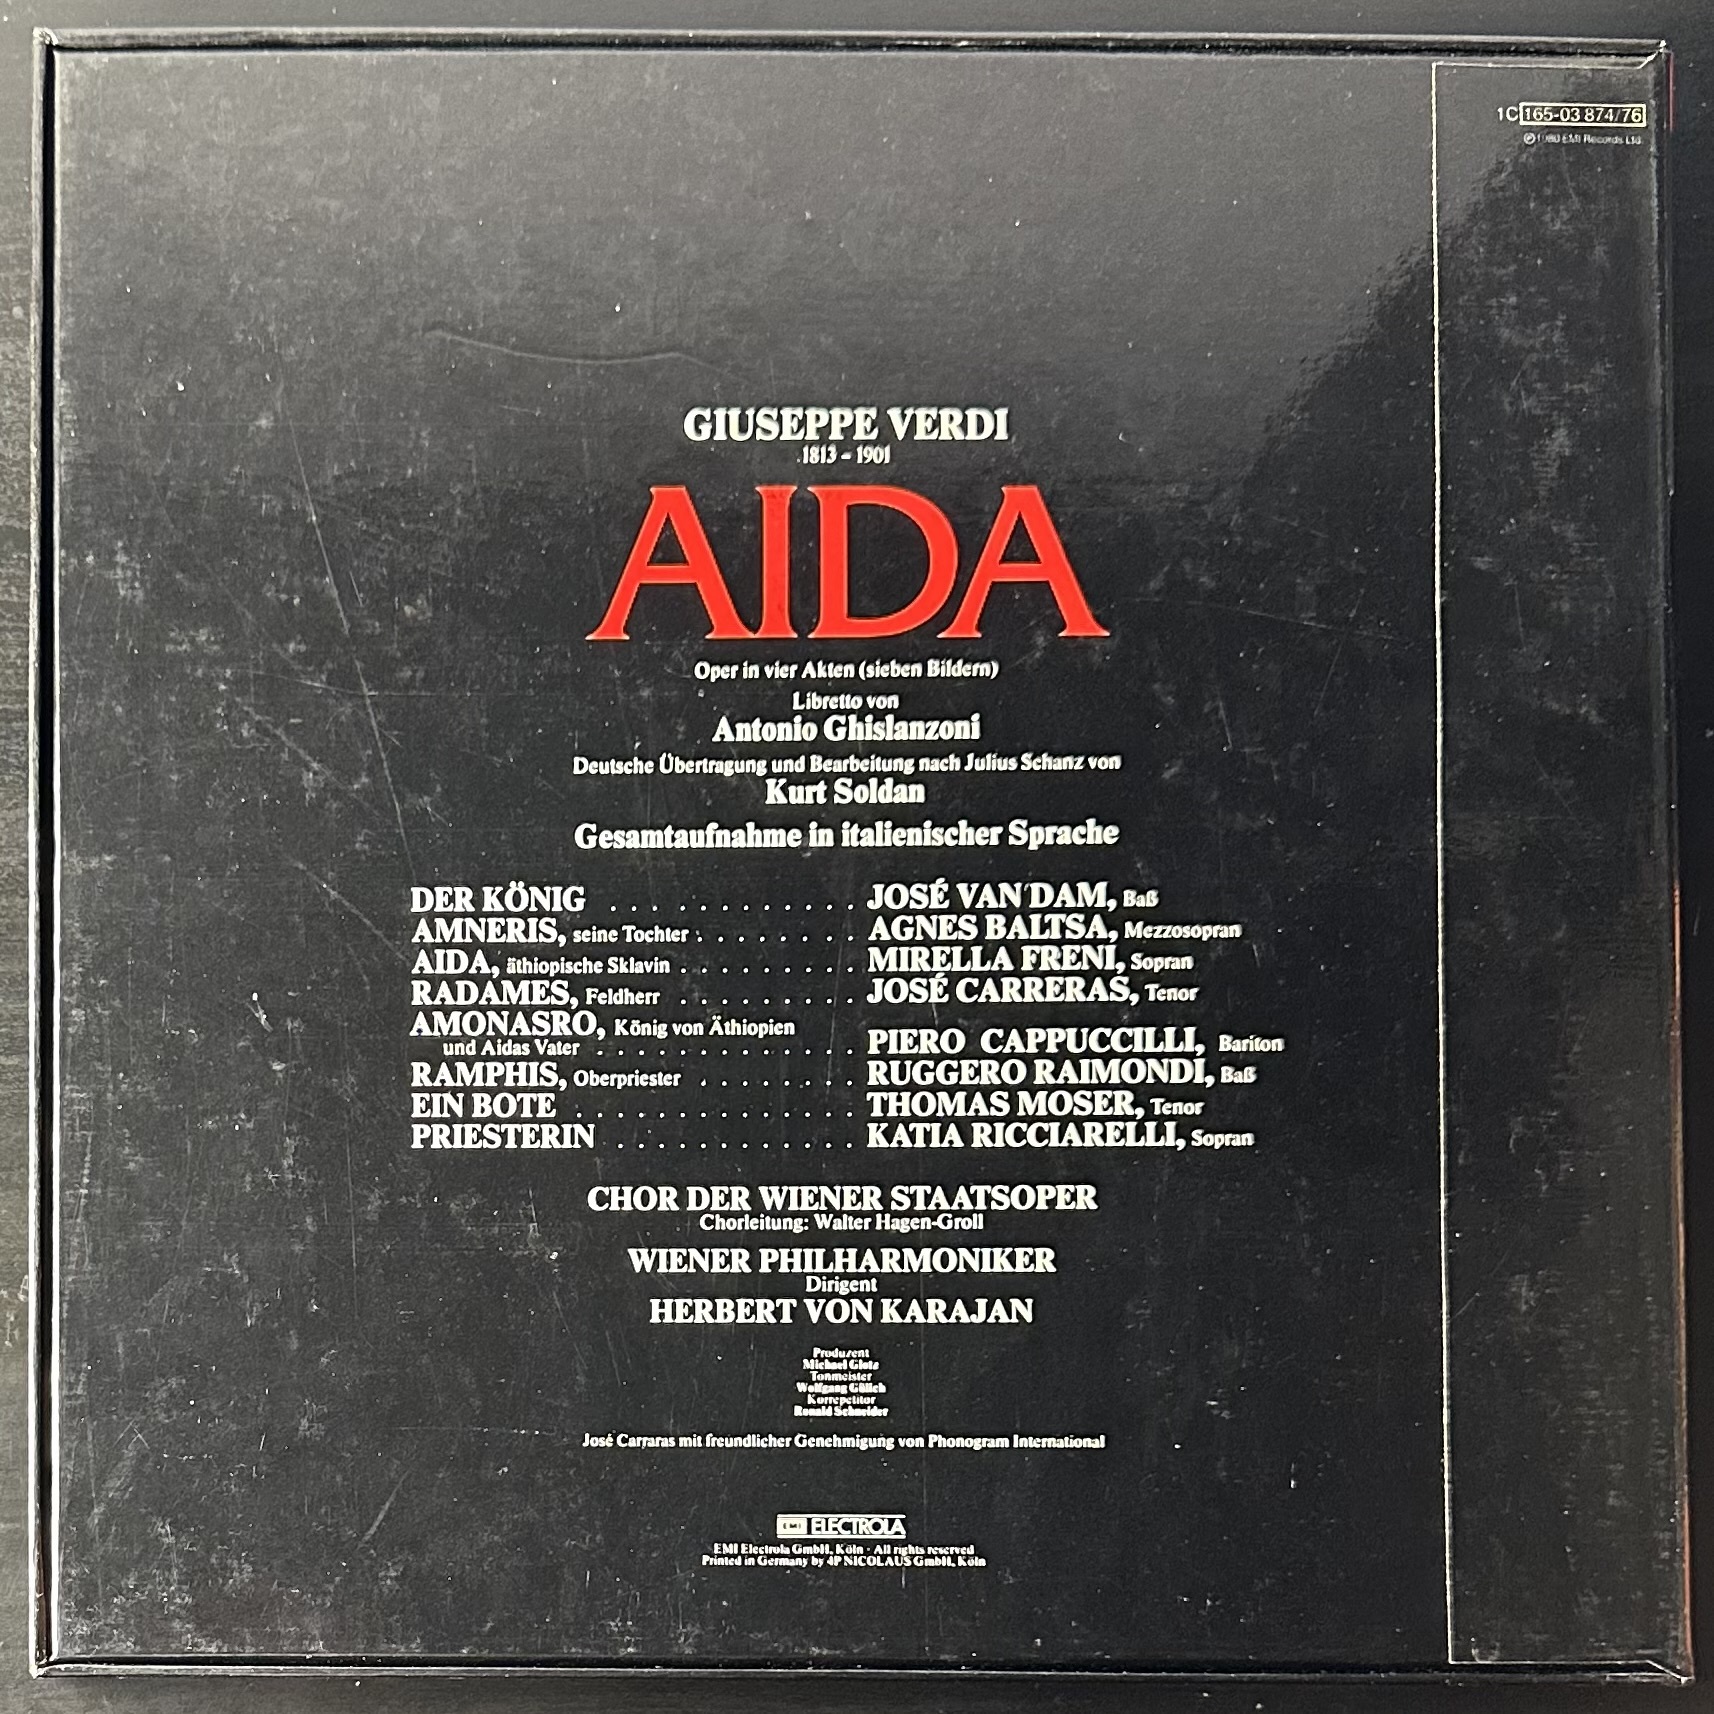 1C 165-03 874/76
℗ 1980 EMI Records Ltd.
GIUSEPPE VERDI
1813 – 1901
AIDA
Oper in vier Akten (sieben Bildern)
Libretto von
Antonio Ghislanzoni
Deutsche Übertragung und Bearbeitung nach Julius Schanz von
Kurt Soldan
Gesamtaufnahme in italienischer Sprache
DER KÖNIG . . . . . . . . . . . . JOSÉ VAN DAM, Baß
AMNERIS, seine Tochter . . . . . . . . AGNES BALTSA, Mezzosopran
AIDA, äthiopische Sklavin . . . . . . . . . MIRELLA FRENI, Sopran
RADAMES, Feldherr . . . . . . . . . JOSÉ CARRERAS, Tenor
AMONASRO, König von Äthiopien
und Aidas Vater . . . . . . . . . . . . . PIERO CAPPUCCILLI, Bariton
RAMPHIS, Oberpriester . . . . . . . . RUGGERO RAIMONDI, Baß
EIN BOTE . . . . . . . . . . . . . . THOMAS MOSER, Tenor
PRIESTERIN . . . . . . . . . . . . KATIA RICCIARELLI, Sopran
CHOR DER WIENER STAATSOPER
Chorleitung: Walter Hagen-Groll
WIENER PHILHARMONIKER
Dirigent
HERBERT VON KARAJAN
Produzent
Michael Glotz
Tonmeister
Wolfgang Gülich
Korrepetitor
Ronald Schneider
José Carraras mit freundlicher Genehmigung von Phonogram International
EMI ELECTROLA
EMI Electrola GmbH, Köln · All rights reserved
Printed in Germany by 4P NICOLAUS GmbH, Köln